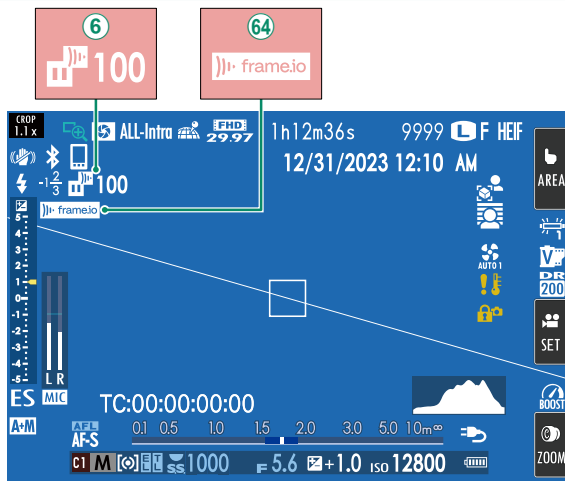 6
64
100
frame.io
CROP
1.1 x
ALL-Intra
FHD
29.97
1h12m36s
9999
L F HEIF
12/31/2023 12:10 AM
AREA
-1 2/3
100
frame.io
5-
4-
3-
2-
1-
0-
-1-
-2-
-3-
-4-
-5-
L R
AUTO 1
V
DR
200
SET
ES MIC
BOOST
TC:00:00:00:00
A+M
AFL
AF-S
0.1 0.5 1.0 1.5 2.0 3.0 5.0 10m∞
ZOOM
C1 M E L S.S. 1000 F 5.6 +1.0 ISO 12800